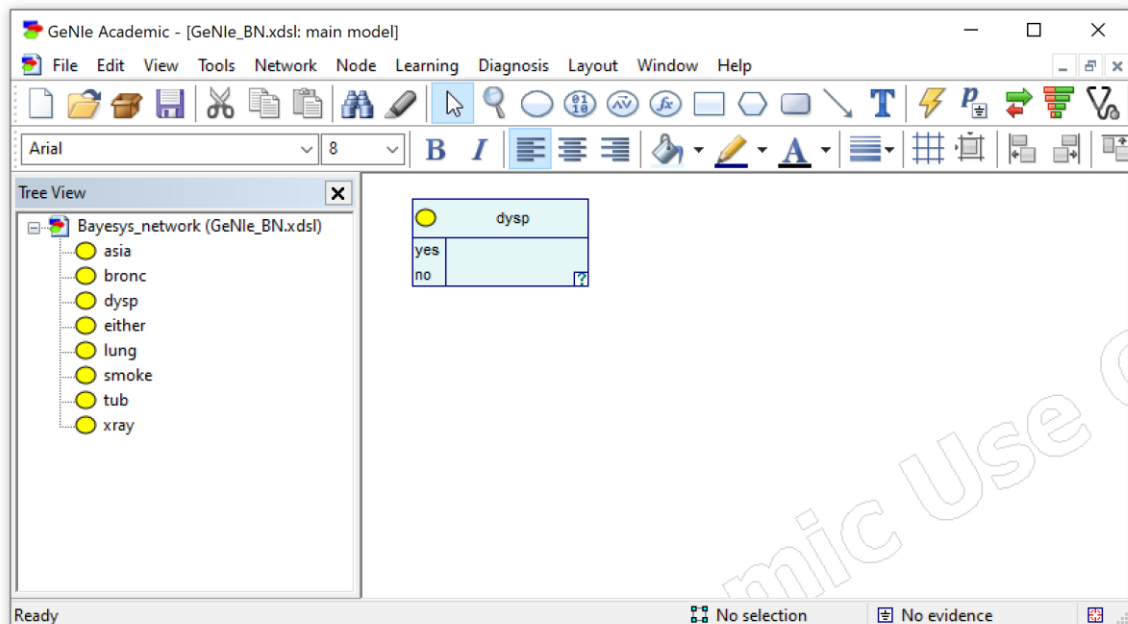 GeNIe Academic - [GeNIe_BN.xdsl: main model]
File Edit View Tools Network Node Learning Diagnosis Layout Window Help
Arial 8 B I A
Tree View
Bayesys_network (GeNIe_BN.xdsl)
asia
bronc
dysp
either
lung
smoke
tub
xray
dysp
yes
no
?
mic Use
Ready No selection No evidence